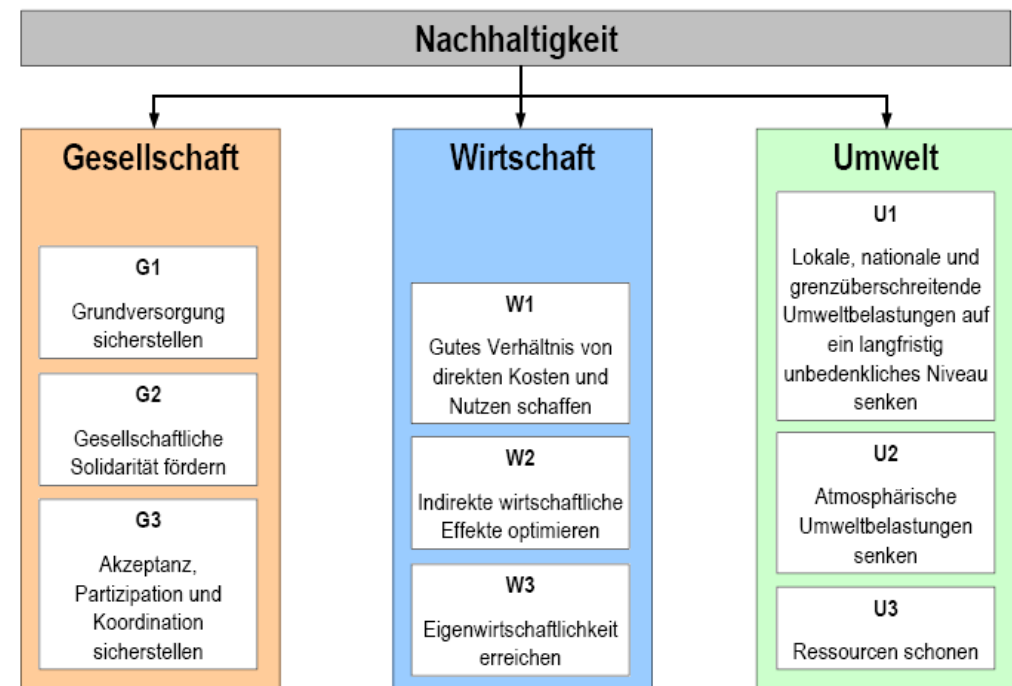 Nachhaltigkeit
Gesellschaft
G1
Grundversorgung
sicherstellen
G2
Gesellschaftliche
Solidarität fördern
G3
Akzeptanz,
Partizipation und
Koordination
sicherstellen
Wirtschaft
W1
Gutes Verhältnis von
direkten Kosten und
Nutzen schaffen
W2
Indirekte wirtschaftliche
Effekte optimieren
W3
Eigenwirtschaftlichkeit
erreichen
Umwelt
U1
Lokale, nationale und
grenzüberschreitende
Umweltbelastungen auf
ein langfristig
unbedenkliches Niveau
senken
U2
Atmosphärische
Umweltbelastungen
senken
U3
Ressourcen schonen